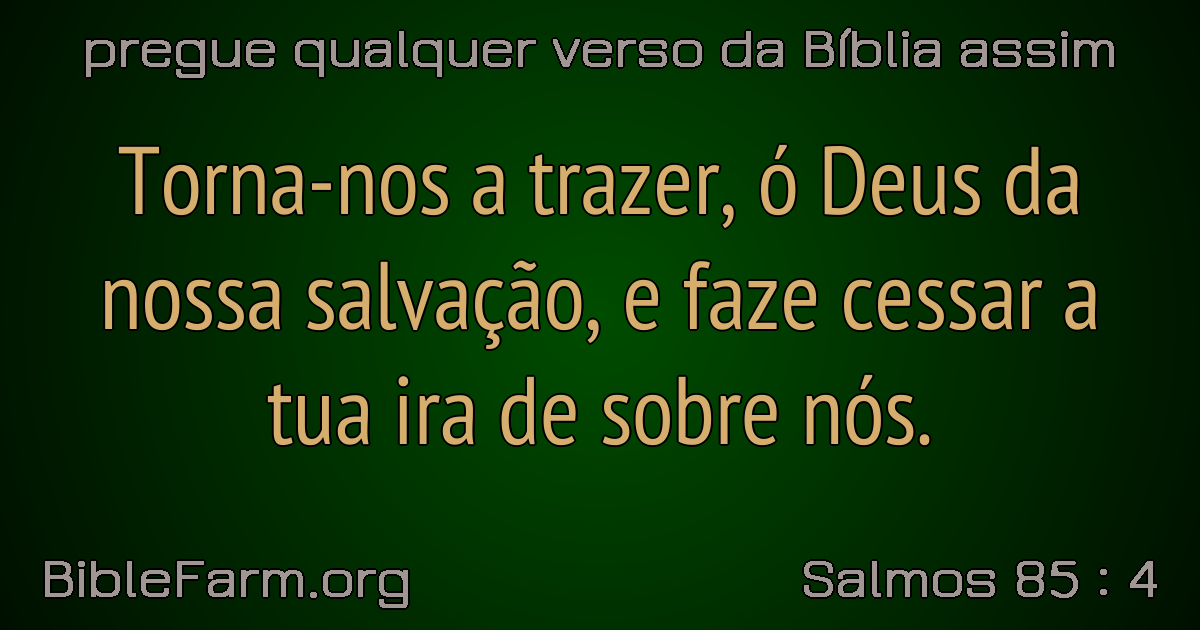 pregue qualquer verso da Bíblia assim
Torna-nos a trazer, ó Deus da
nossa salvação, e faze cessar a
tua ira de sobre nós.
BibleFarm.org
Salmos 85 : 4